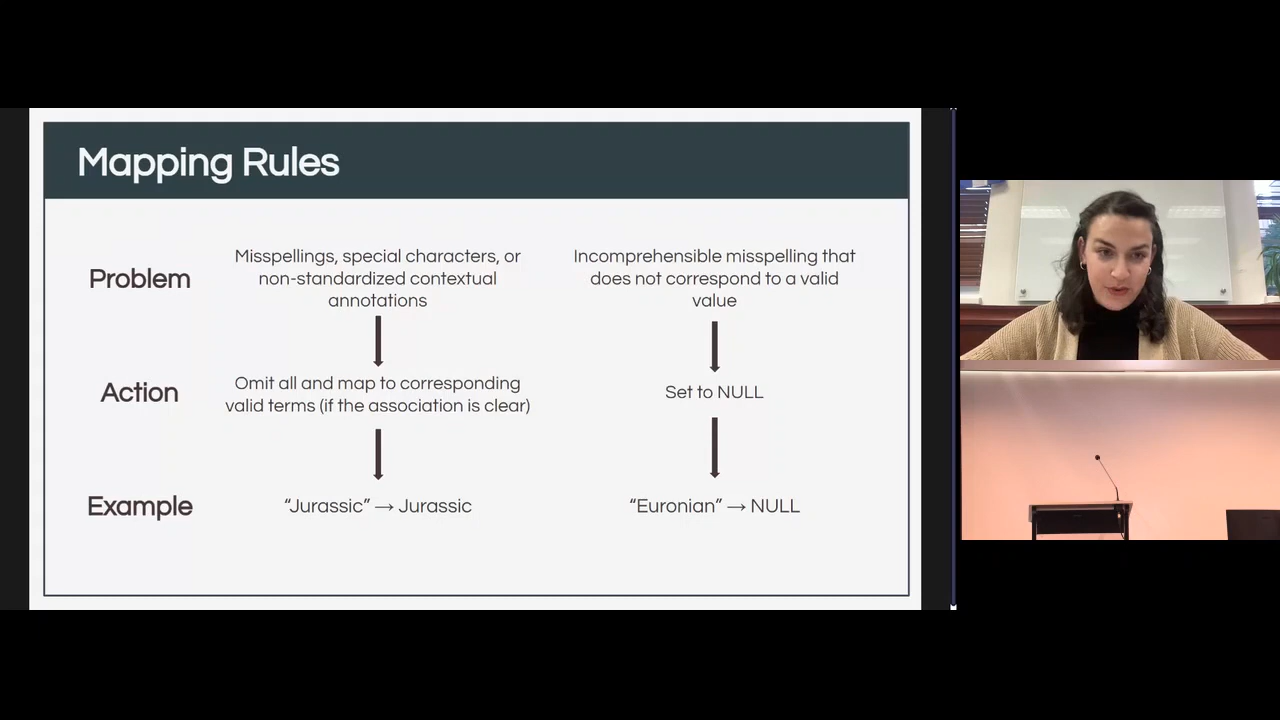 Mapping Rules
Problem
Misspellings, special characters, or
non-standardized contextual
annotations
Incomprehensible misspelling that
does not correspond to a valid
value
Action
Omit all and map to corresponding
valid terms (if the association is clear)
Set to NULL
Example
“Jurassic” → Jurassic
“Euronian” → NULL